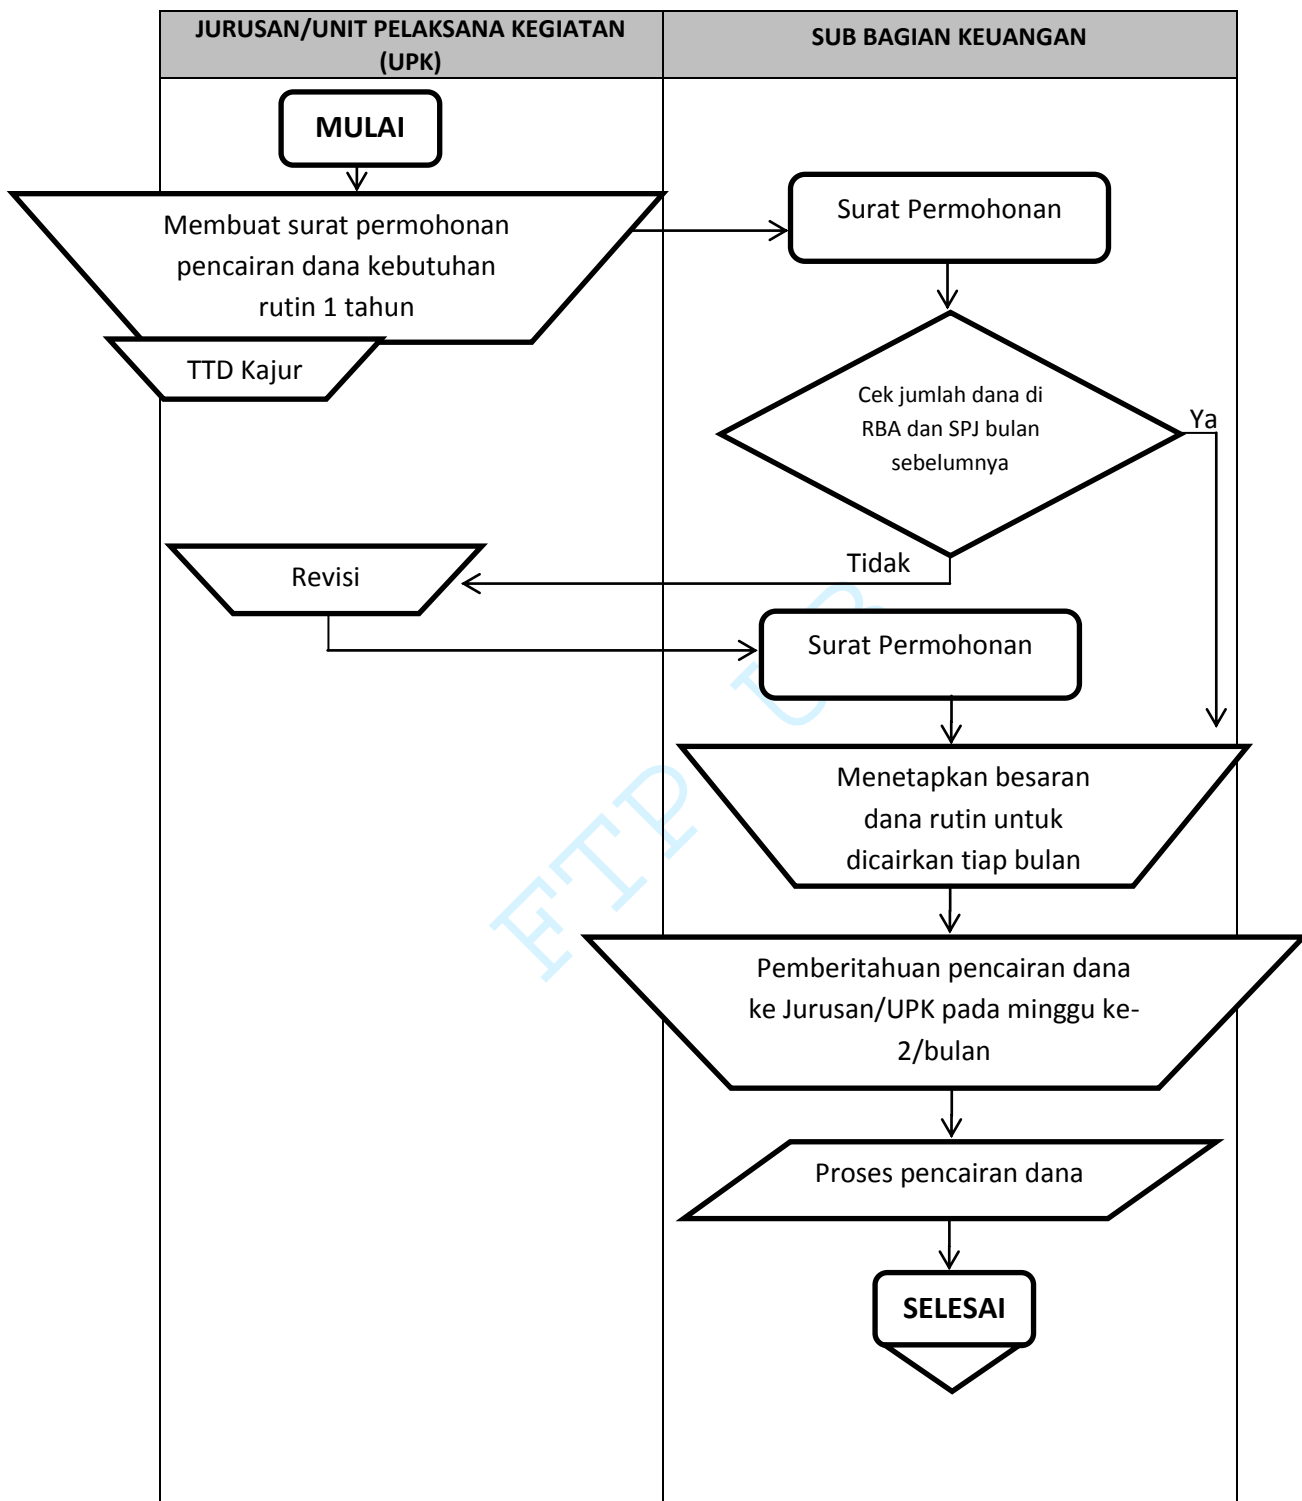 JURUSAN/UNIT PELAKSANA KEGIATAN
(UPK)
SUB BAGIAN KEUANGAN
MULAI
Membuat surat permohonan
pencairan dana kebutuhan
rutin 1 tahun
TTD Kajur
Surat Permohonan
Cek jumlah dana di
RBA dan SPJ bulan
sebelumnya
Ya
Tidak
Revisi
Surat Permohonan
Menetapkan besaran
dana rutin untuk
dicairkan tiap bulan
Pemberitahuan pencairan dana
ke Jurusan/UPK pada minggu ke-
2/bulan
Proses pencairan dana
SELESAI
FTP UB